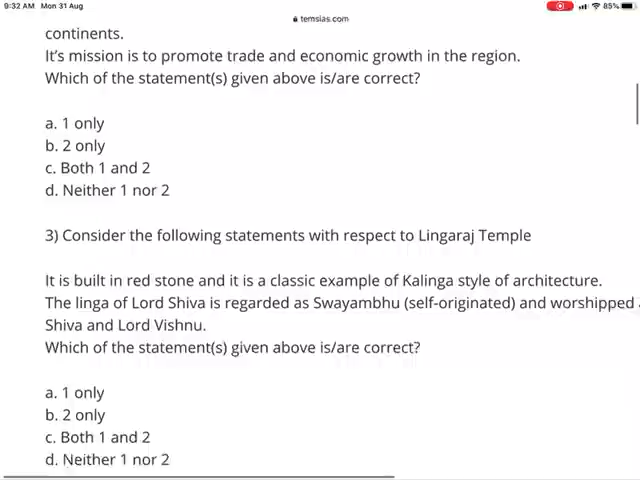 9:32 AM Mon 31 Aug
85%
temsias.com
continents.
It's mission is to promote trade and economic growth in the region.
Which of the statement(s) given above is/are correct?
a. 1 only
b. 2 only
c. Both 1 and 2
d. Neither 1 nor 2
3) Consider the following statements with respect to Lingaraj Temple
It is built in red stone and it is a classic example of Kalinga style of architecture.
The linga of Lord Shiva is regarded as Swayambhu (self-originated) and worshipped
Shiva and Lord Vishnu.
Which of the statement(s) given above is/are correct?
a. 1 only
b. 2 only
c. Both 1 and 2
d. Neither 1 nor 2